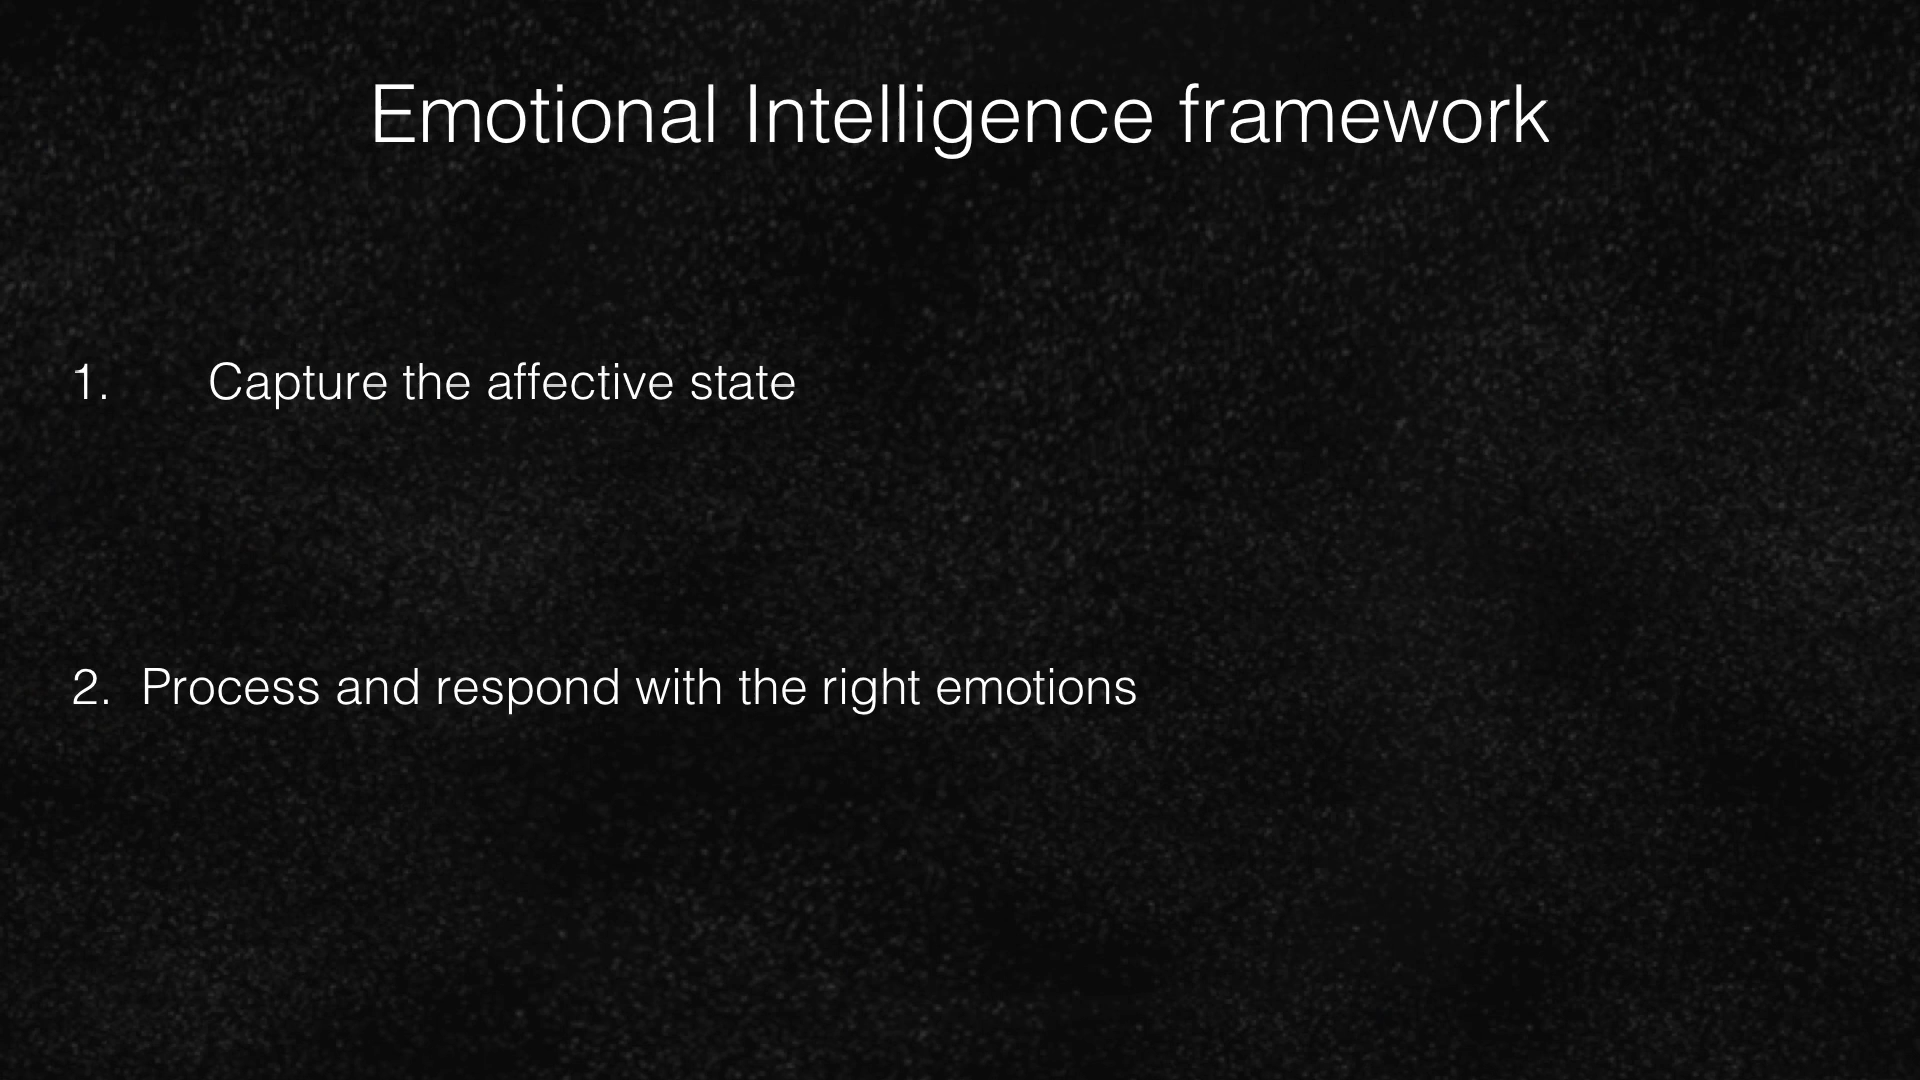 Emotional Intelligence framework
1. Capture the affective state
2. Process and respond with the right emotions